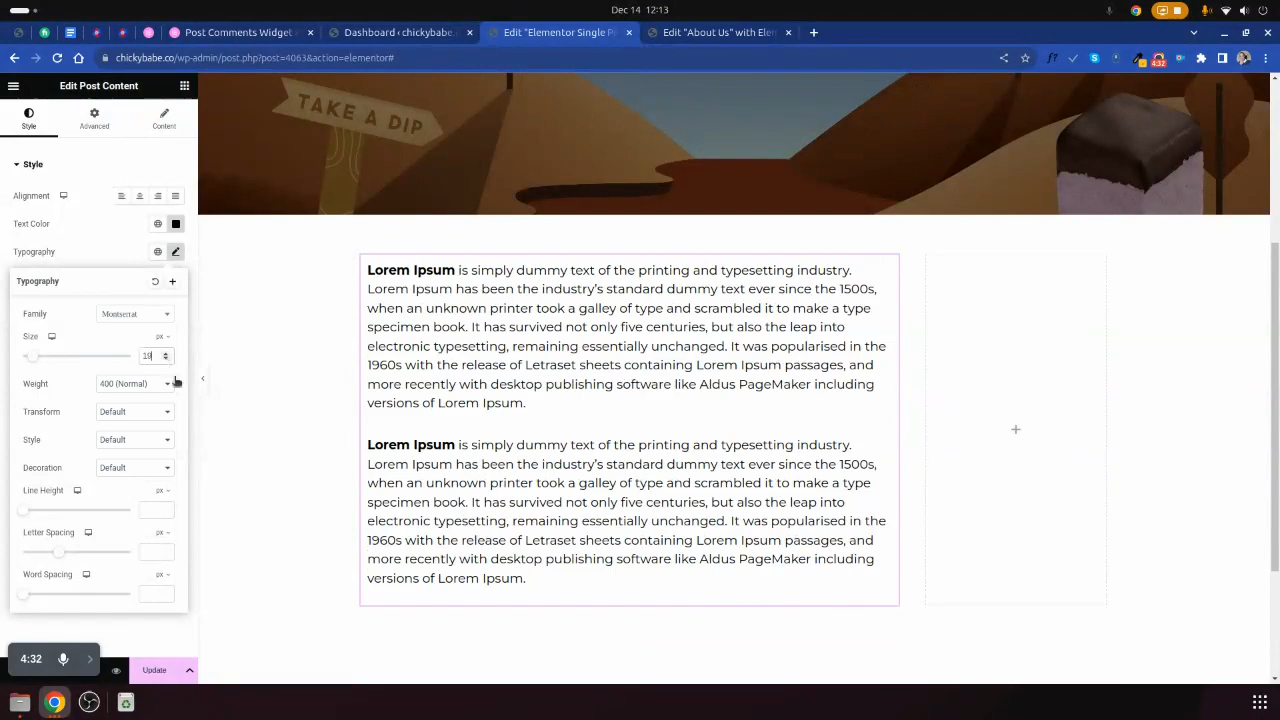 Dec 14 12:13
Post Comments Widget
Dashboard ‹ chickybabe.c
Edit "Elementor Single P
Edit "About Us" with Ele
chickybabe.co/wp-admin/post.php?post=4063&action=elementor#
f?
4:32
Edit Post Content
Style
Advanced
Content
Style
Alignment
Text Color
Typography
Typography
Family
Montserrat
Size
px
19
Weight
400 (Normal)
Transform
Default
Style
Default
Decoration
Default
Line Height
px
Letter Spacing
px
Word Spacing
px
4:32
Update
TAKE A DIP
Lorem Ipsum is simply dummy text of the printing and typesetting industry.
Lorem Ipsum has been the industry's standard dummy text ever since the 1500s,
when an unknown printer took a galley of type and scrambled it to make a type
specimen book. It has survived not only five centuries, but also the leap into
electronic typesetting, remaining essentially unchanged. It was popularised in the
1960s with the release of Letraset sheets containing Lorem Ipsum passages, and
more recently with desktop publishing software like Aldus PageMaker including
versions of Lorem Ipsum.
Lorem Ipsum is simply dummy text of the printing and typesetting industry.
Lorem Ipsum has been the industry's standard dummy text ever since the 1500s,
when an unknown printer took a galley of type and scrambled it to make a type
specimen book. It has survived not only five centuries, but also the leap into
electronic typesetting, remaining essentially unchanged. It was popularised in the
1960s with the release of Letraset sheets containing Lorem Ipsum passages, and
more recently with desktop publishing software like Aldus PageMaker including
versions of Lorem Ipsum.